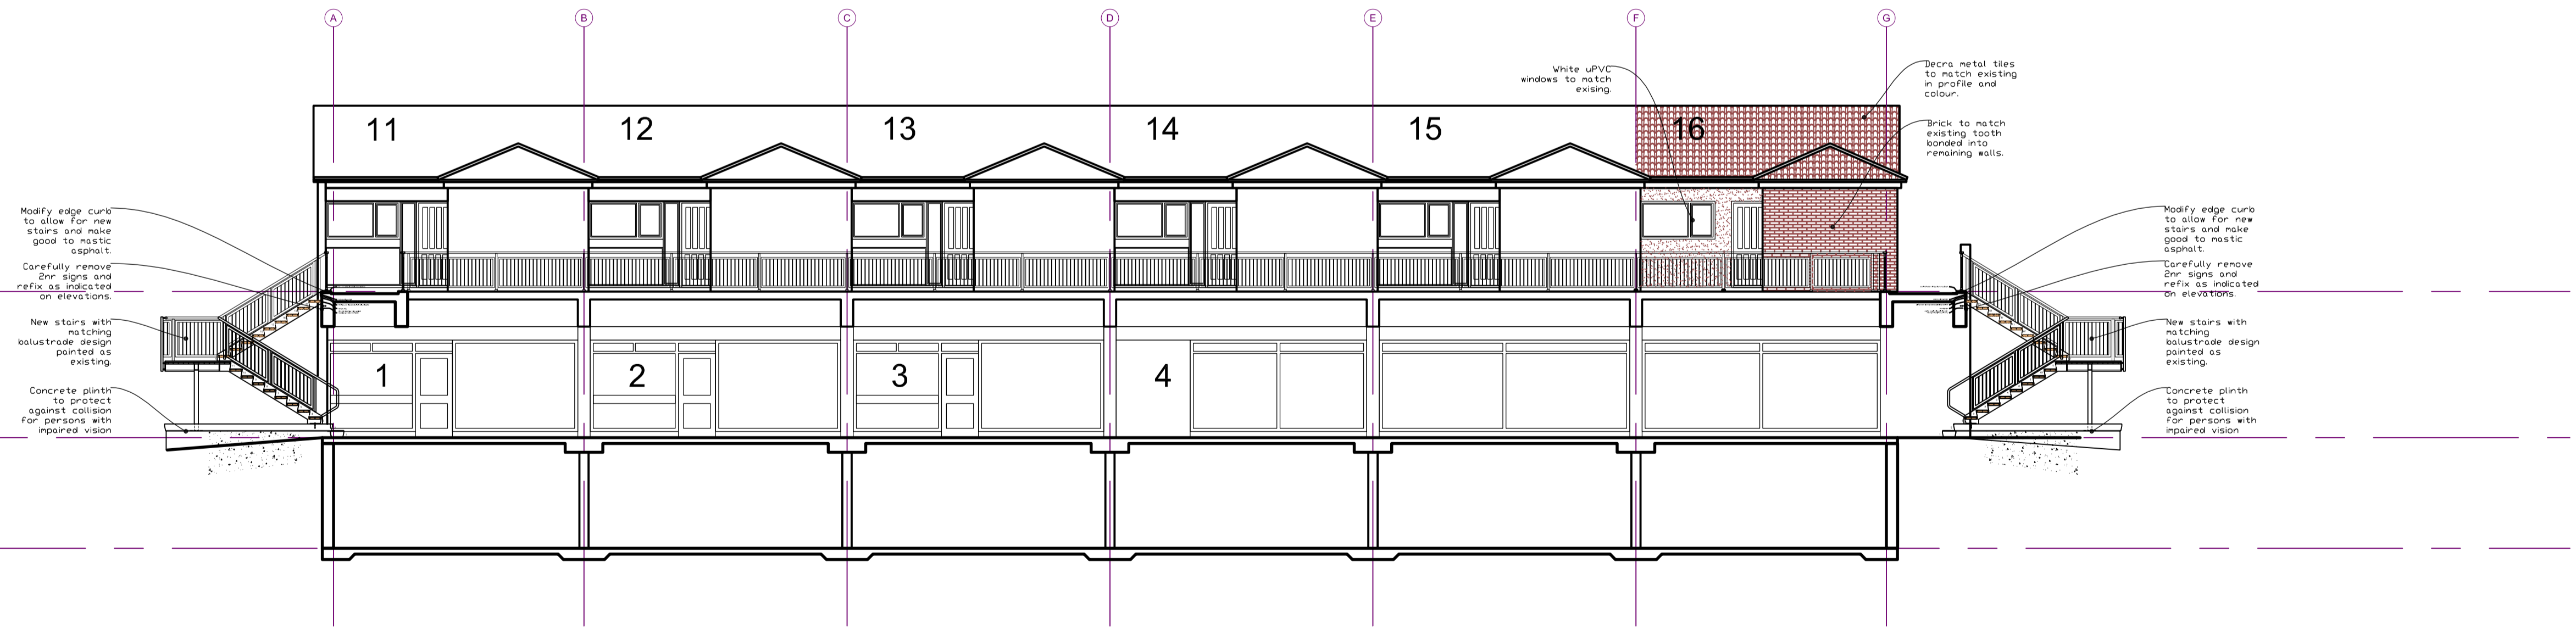 A
B
C
D
E
F
G
White uPVC
windows to match
exising.
Decra metal tiles
to match existing
in profile and
colour.
Brick to match
existing tooth
bonded into
remaining walls.
11
12
13
14
15
16
Modify edge curb
to allow for new
stairs and make
good to mastic
asphalt.
Carefully remove
2nr signs and
refix as indicated
on elevations.
New stairs with
matching
balustrade design
painted as
existing.
Concrete plinth
to protect
against collision
for persons with
impaired vision
1
2
3
4
Modify edge curb
to allow for new
stairs and make
good to mastic
asphalt.
Carefully remove
2nr signs and
refix as indicated
on elevations.
New stairs with
matching
balustrade design
painted as
existing.
Concrete plinth
to protect
against collision
for persons with
impaired vision